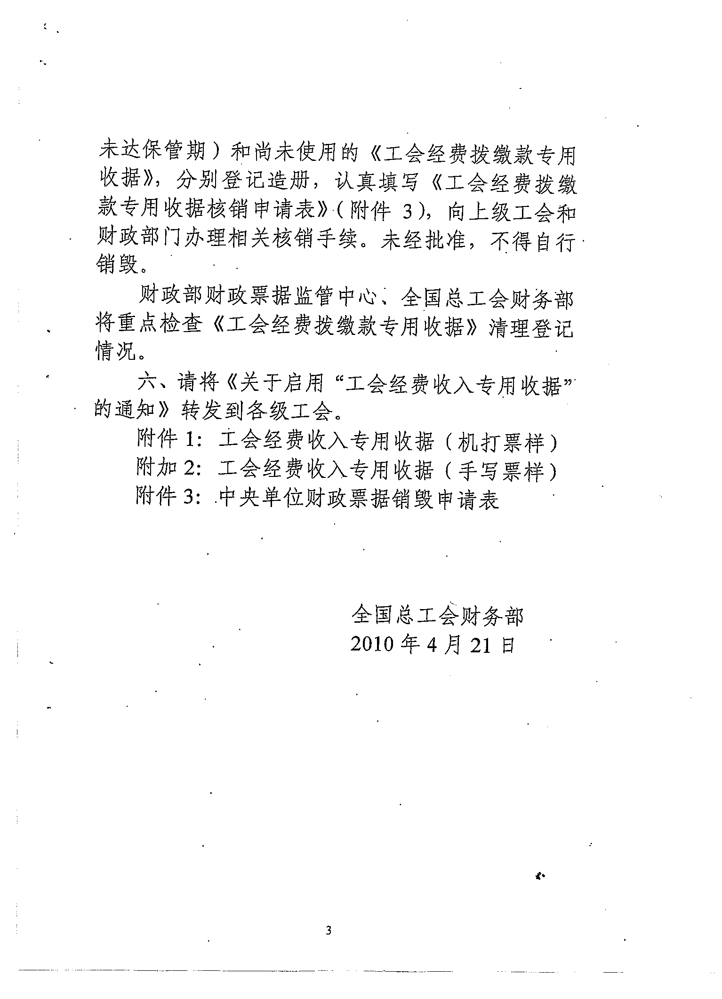 未达保管期）和尚未使用的《工会经费拨缴款专用
收据》，分别登记造册，认真填写《工会经费拨缴
款专用收据核销申请表》（附件 3），向上级工会和
财政部门办理相关核销手续。未经批准，不得自行
销毁。
财政部财政票据监管中心、全国总工会财务部
将重点检查《工会经费拨缴款专用收据》清理登记
情况。
六、请将《关于启用“工会经费收入专用收据”
的通知》转发到各级工会。
附件 1: 工会经费收入专用收据（机打票样）
附加 2: 工会经费收入专用收据（手写票样）
附件 3: 中央单位财政票据销毁申请表
全国总工会财务部
2010 年 4 月 21 日
3